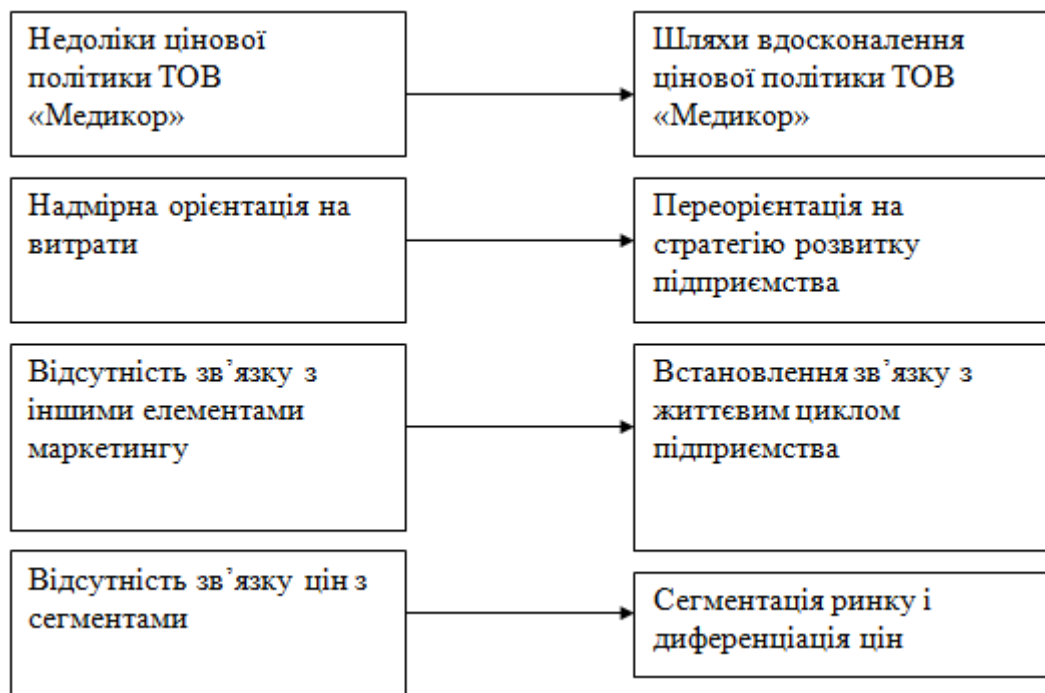 Недоліки цінової
політики ТОВ
«Медикор»
Шляхи вдосконалення
цінової політики ТОВ
«Медикор»
Надмірна орієнтація на
витрати
Переорієнтація на
стратегію розвитку
підприємства
Відсутність зв’язку з
іншими елементами
маркетингу
Встановлення зв’язку з
життєвим циклом
підприємства
Відсутність зв’язку цін з
сегментами
Сегментація ринку і
диференціація цін